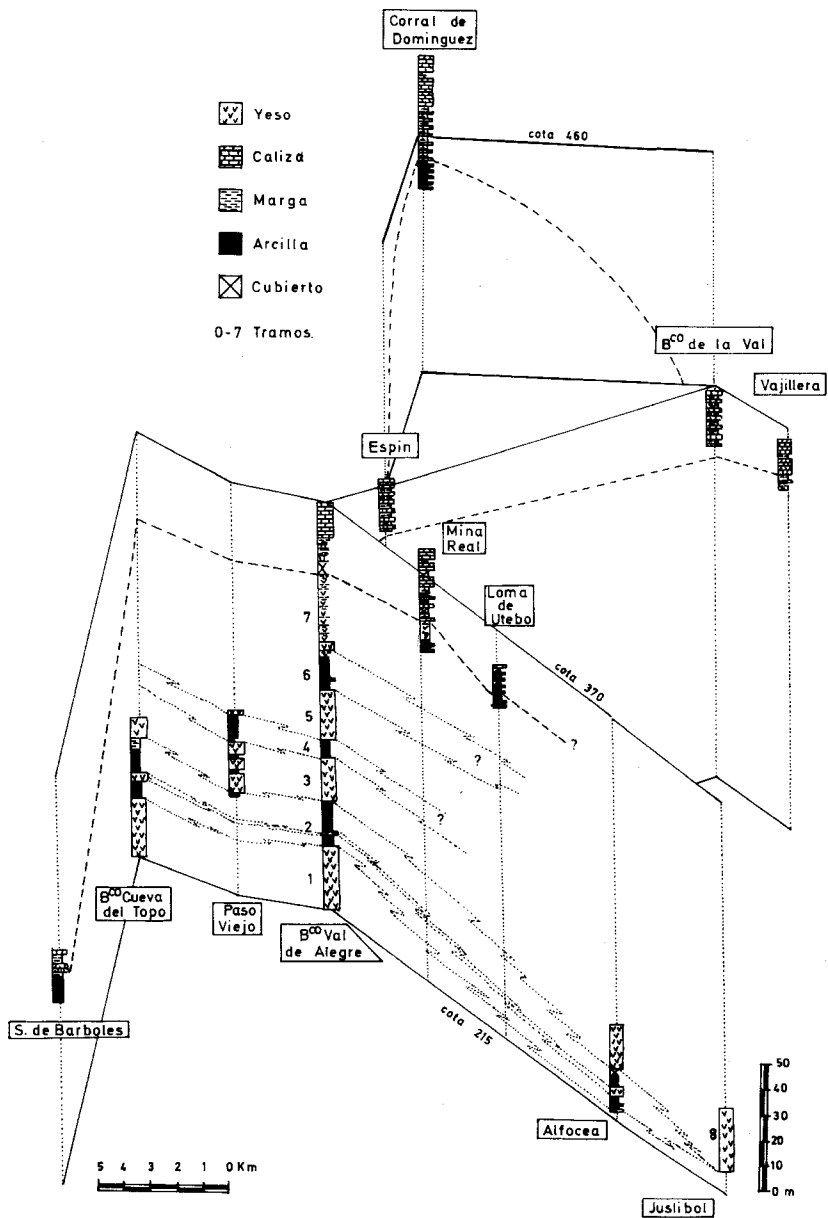 Corral de
Dominguez
cota 460
Yeso
Caliza
Marga
Arcilla
Cubierto
0-7 Tramos.
Bco de la Val
Vajillera
Espin
Mina
Real
Loma
de
Utebo
cota 370
7
6
5
4
3
2
1
?
?
?
Bco Cueva
del Topo
Paso
Viejo
Bco Val
de Alegre
S. de Barboles
cota 215
Alfocea
8
Juslibol
50
40
30
20
10
0 m
5 4 3 2 1 0 Km